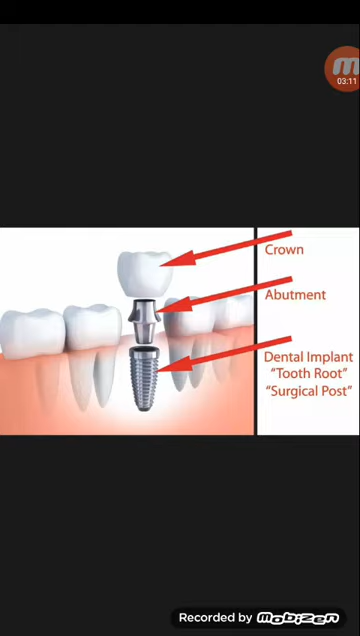 03:11
Crown
Abutment
Dental Implant
“Tooth Root”
“Surgical Post”
Recorded by MOBIZEN